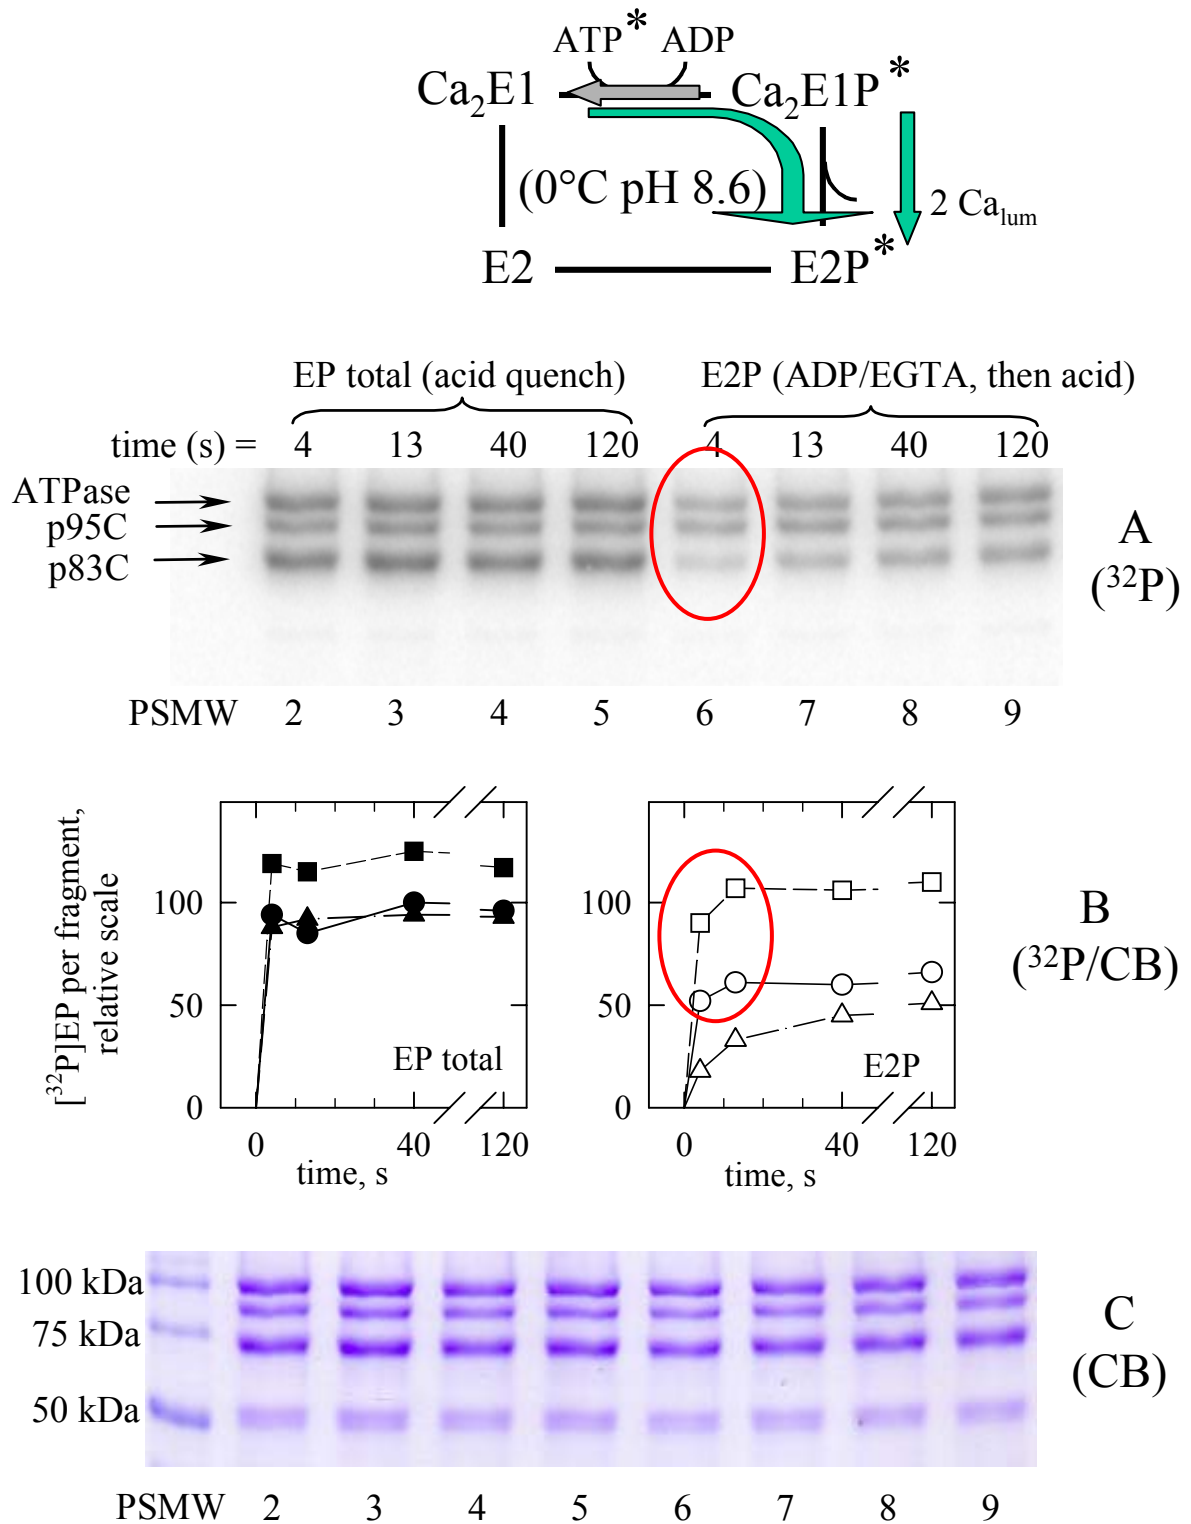 ATP* ADP
Ca₂E1 Ca₂E1P*
(0°C pH 8.6)
2 Ca_lum
E2 E2P*
EP total (acid quench) E2P (ADP/EGTA, then acid)
time (s) = 4 13 40 120 4 13 40 120
ATPase
p95C
p83C
A
(³²P)
PSMW 2 3 4 5 6 7 8 9
[³²P]EP per fragment,
relative scale
100
50
0
EP total
0 40 120
time, s
100
50
0
E2P
0 40 120
time, s
B
(³²P/CB)
100 kDa
75 kDa
50 kDa
C
(CB)
PSMW 2 3 4 5 6 7 8 9